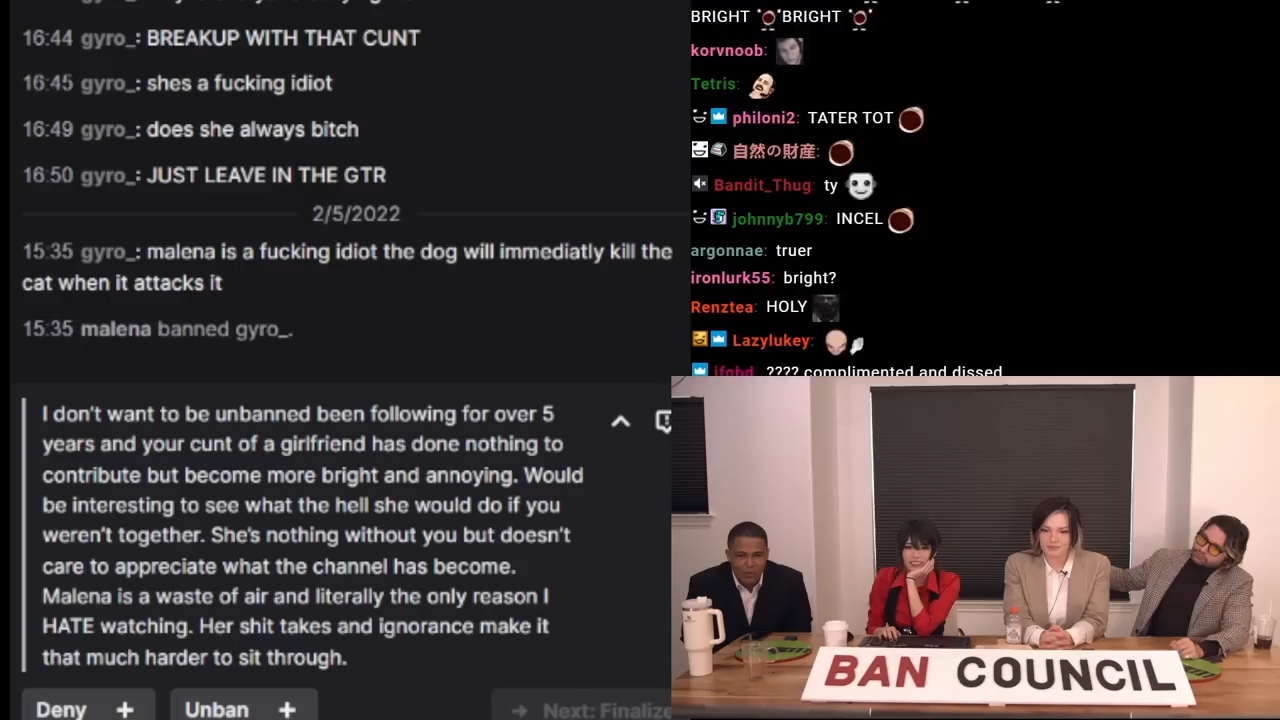 16:44 gyro_: BREAKUP WITH THAT CUNT
16:45 gyro_: shes a fucking idiot
16:49 gyro_: does she always bitch
16:50 gyro_: JUST LEAVE IN THE GTR
2/5/2022
15:35 gyro_: malena is a fucking idiot the dog will immediatly kill the
cat when it attacks it
15:35 malena banned gyro_.
I don't want to be unbanned been following for over 5
years and your cunt of a girlfriend has done nothing to
contribute but become more bright and annoying. Would
be interesting to see what the hell she would do if you
weren't together. She's nothing without you but doesn't
care to appreciate what the channel has become.
Malena is a waste of air and literally the only reason I
HATE watching. Her shit takes and ignorance make it
that much harder to sit through.
Deny +
Unban +
Next: Finalize
BRIGHT BRIGHT
korvnoob:
Tetris:
philoni2: TATER TOT
自然の財産:
Bandit_Thug: ty
johnnyb799: INCEL
argonnae: truer
ironlurk55: bright?
Renztea: HOLY
Lazylukey:
???? complimented and dissed
BAN COUNCIL